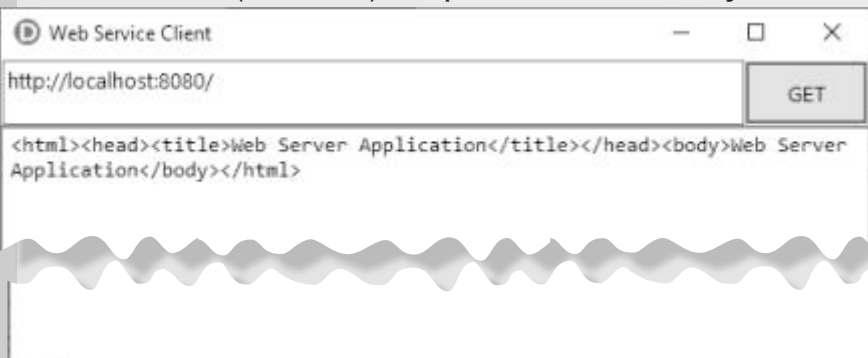 Web Service Client
http://localhost:8080/
GET
<html><head><title>Web Server Application</title></head><body>Web Server
Application</body></html>